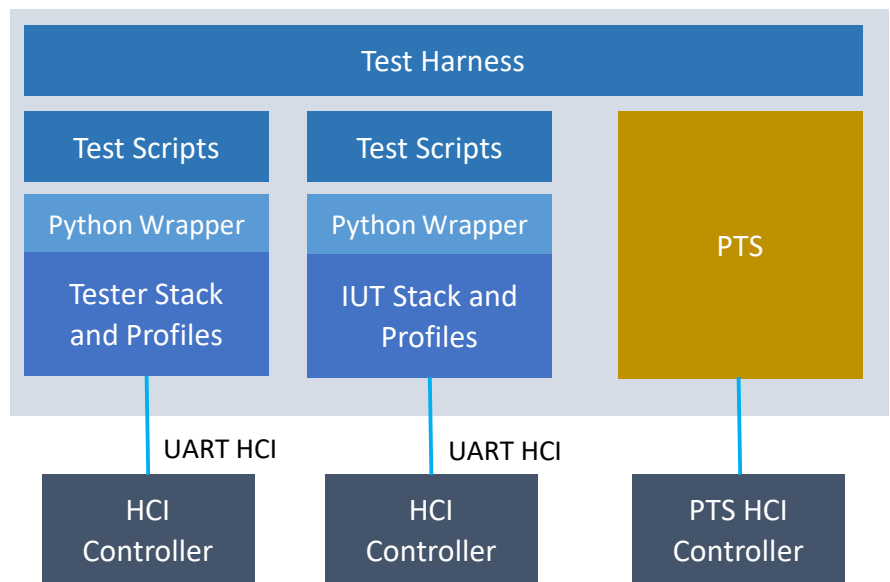 Test Harness
Test Scripts
Test Scripts
PTS
Python Wrapper
Python Wrapper
Tester Stack
and Profiles
IUT Stack and
Profiles
UART HCI
UART HCI
HCI
Controller
HCI
Controller
PTS HCI
Controller